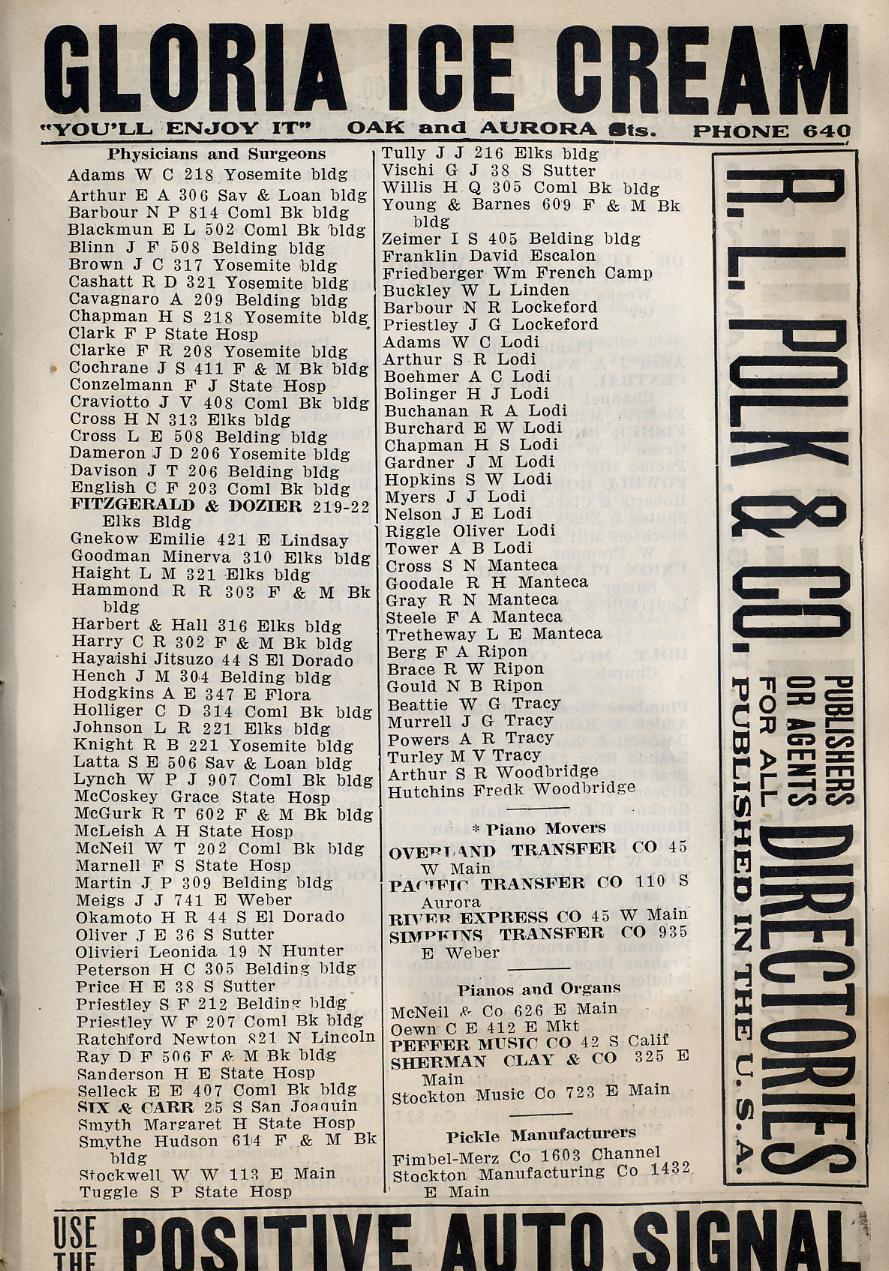 GLORIA ICE CREAM
"YOU'LL ENJOY IT" OAK and AURORA Sts. PHONE 640
Physicians and Surgeons
Adams W C 218 Yosemite bldg
Arthur E A 306 Sav & Loan bldg
Barbour N P 814 Coml Bk bldg
Blackmun E L 502 Coml Bk bldg
Blinn J F 508 Belding bldg
Brown J C 317 Yosemite bldg
Cashatt R D 321 Yosemite bldg
Cavagnaro A 209 Belding bldg
Chapman H S 218 Yosemite bldg
Clark F P State Hosp
Clarke F R 208 Yosemite bldg
Cochrane J S 411 F & M Bk bldg
Conzelmann F J State Hosp
Craviotto J V 408 Coml Bk bldg
Cross H N 313 Elks bldg
Cross L E 508 Belding bldg
Dameron J D 206 Yosemite bldg
Davison J T 206 Belding bldg
English C F 203 Coml Bk bldg
FITZGERALD & DOZIER 219-22
Elks Bldg
Gnekow Emilie 421 E Lindsay
Goodman Minerva 310 Elks bldg
Haight L M 321 Elks bldg
Hammond R R 303 F & M Bk
bldg
Harbert & Hall 316 Elks bldg
Harry C R 302 F & M Bk bldg
Hayaishi Jitsuzo 44 S El Dorado
Hench J M 304 Belding bldg
Hodgkins A E 347 E Flora
Holliger C D 314 Coml Bk bldg
Johnson L R 221 Elks bldg
Knight R B 221 Yosemite bldg
Latta S E 506 Sav & Loan bldg
Lynch W P J 907 Coml Bk bldg
McCoskey Grace State Hosp
McGurk R T 602 F & M Bk bldg
McLeish A H State Hosp
McNeil W T 202 Coml Bk bldg
Marnell F S State Hosp
Martin J P 309 Belding bldg
Meigs J J 741 E Weber
Okamoto H R 44 S El Dorado
Oliver J E 36 S Sutter
Olivieri Leonida 19 N Hunter
Peterson H C 305 Belding bldg
Price H E 38 S Sutter
Priestley S F 212 Belding bldg
Priestley W F 207 Coml Bk bldg
Ratchford Newton 821 N Lincoln
Ray D F 506 F & M Bk bldg
Sanderson H E State Hosp
Selleck E E 407 Coml Bk bldg
SIX & CARR 25 S San Joaquin
Smyth Margaret H State Hosp
Smythe Hudson 614 F & M Bk
bldg
Stockwell W W 113 E Main
Tuggle S P State Hosp
Tully J J 216 Elks bldg
Vischi G J 38 S Sutter
Willis H Q 305 Coml Bk bldg
Young & Barnes 609 F & M Bk
bldg
Zeimer I S 405 Belding bldg
Franklin David Escalon
Friedberger Wm French Camp
Buckley W L Linden
Barbour N R Lockeford
Priestley J G Lockeford
Adams W C Lodi
Arthur S R Lodi
Boehmer A C Lodi
Bolinger H J Lodi
Buchanan R A Lodi
Burchard E W Lodi
Chapman H S Lodi
Gardner J M Lodi
Hopkins S W Lodi
Myers J J Lodi
Nelson J E Lodi
Riggle Oliver Lodi
Tower A B Lodi
Cross S N Manteca
Goodale R H Manteca
Gray R N Manteca
Steele F A Manteca
Tretheway L E Manteca
Berg F A Ripon
Brace R W Ripon
Gould N B Ripon
Beattie W G Tracy
Murrell J G Tracy
Powers A R Tracy
Turley M V Tracy
Arthur S R Woodbridge
Hutchins Fredk Woodbridge
* Piano Movers
OVERLAND TRANSFER CO 45
W Main
PACIFIC TRANSFER CO 110 S
Aurora
RIVER EXPRESS CO 45 W Main
SIMPKINS TRANSFER CO 935
E Weber
Pianos and Organs
McNeil & Co 626 E Main
Oewn C E 412 E Mkt
PEFFER MUSIC CO 42 S Calif
SHERMAN CLAY & CO 325 E
Main
Stockton Music Co 723 E Main
Pickle Manufacturers
Fimbel-Merz Co 1603 Channel
Stockton Manufacturing Co 1432
E Main
R. L. POLK & CO.
PUBLISHERS
OR AGENTS
FOR ALL
DIRECTORIES
PUBLISHED IN THE U. S. A.
USE
THE
POSITIVE AUTO SIGNAL